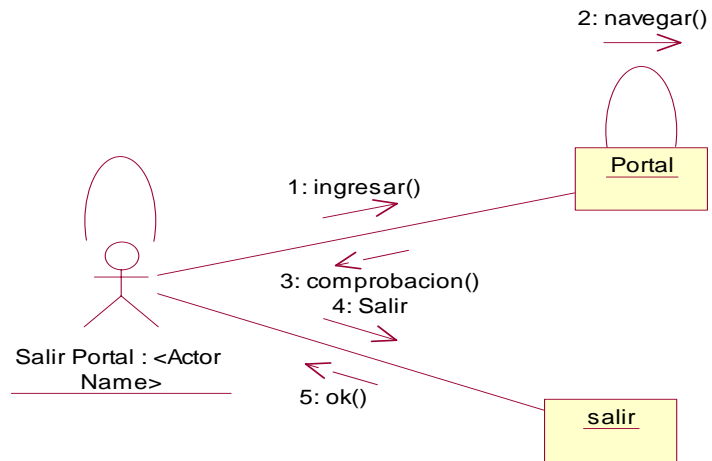 2: navegar()
Portal
1: ingresar()
3: comprobacion()
4: Salir
Salir Portal : <Actor
Name>
5: ok()
salir